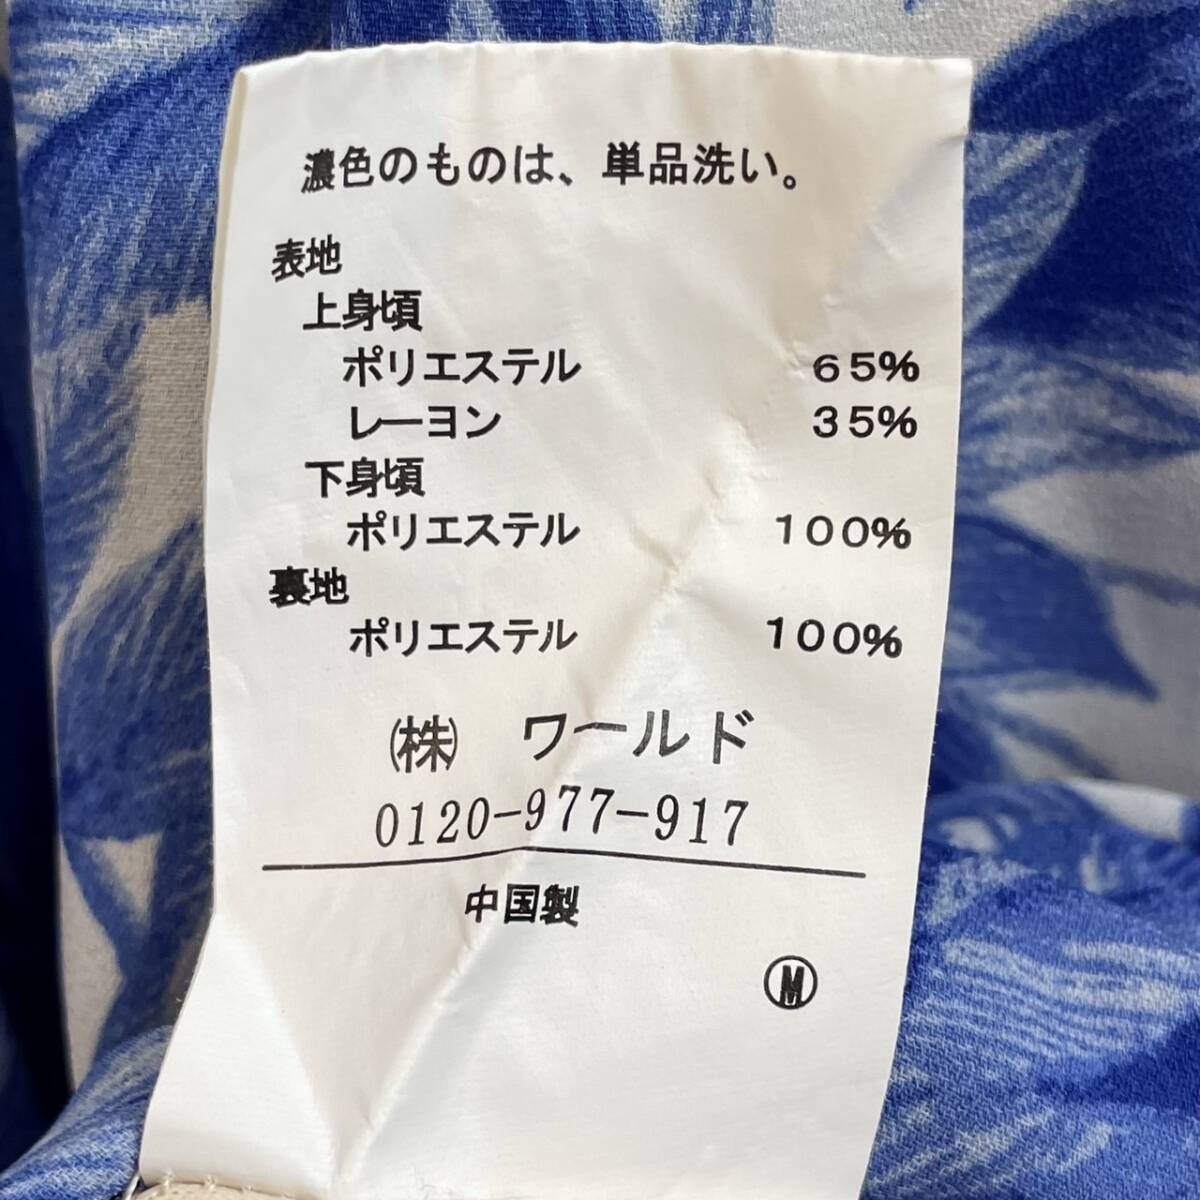 濃色のものは、単品洗い。
表地
上身頃
ポリエステル 65%
レーヨン 35%
下身頃
ポリエステル 100%
裏地
ポリエステル 100%
㈱ ワールド
0120-977-917
中国製
Ⓜ